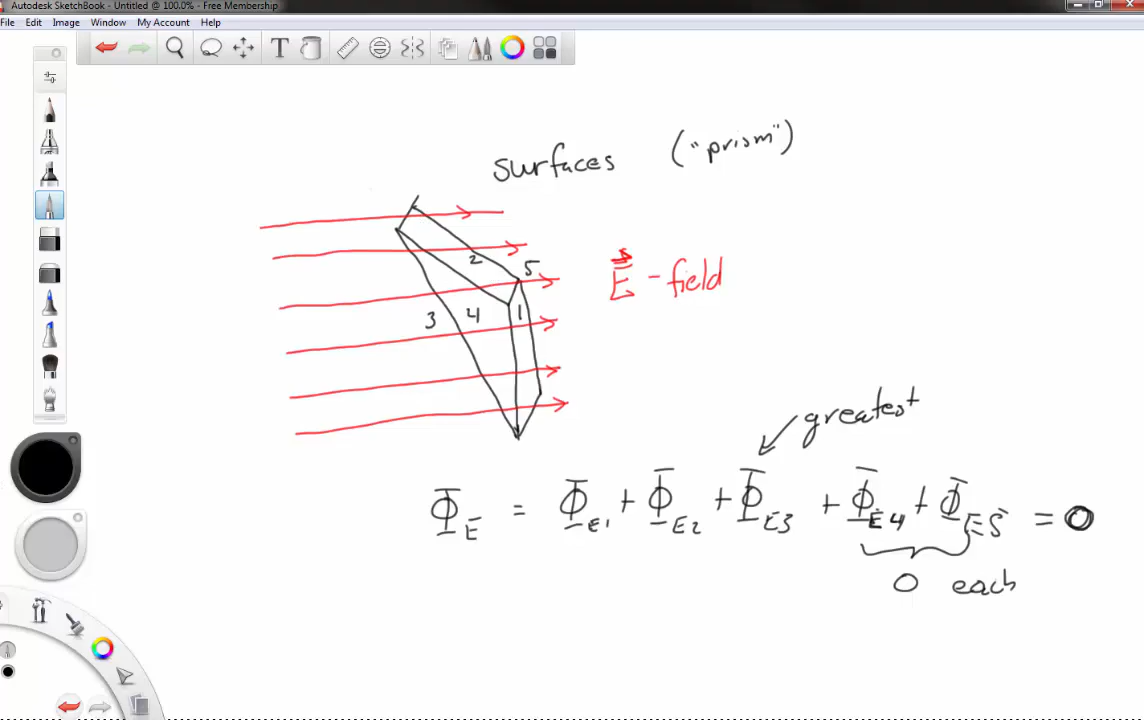 Autodesk SketchBook - Untitled @ 100.0% - Free Membership
File Edit Image Window My Account Help
T
surfaces ("prism")
2 5
E - field
3 4 1
greatest
Φ_E = Φ_E1 + Φ_E2 + Φ_E3 + Φ_E4 + Φ_E5 = 0
0 each